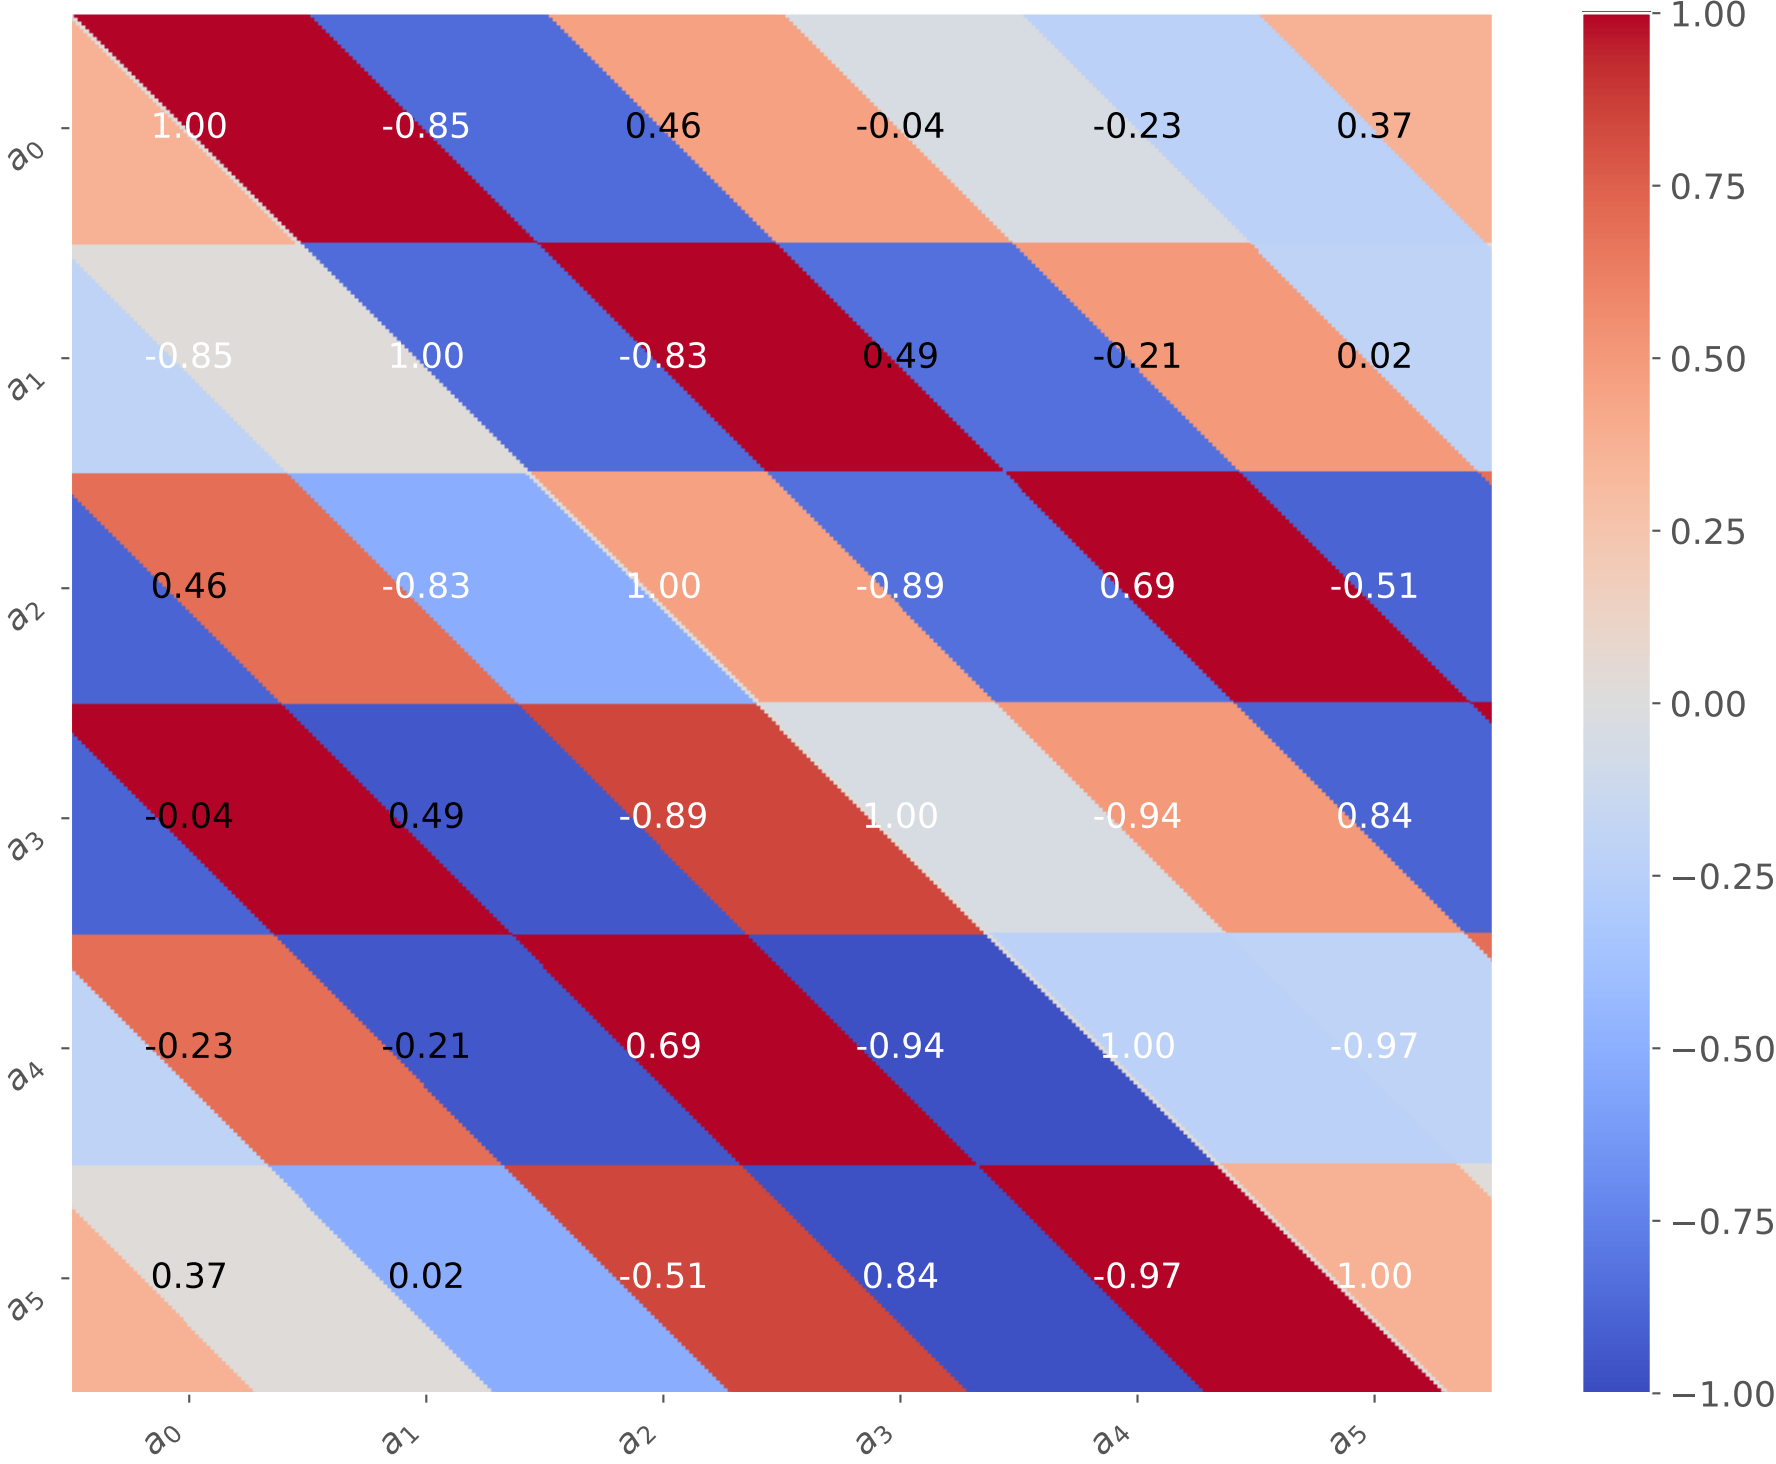 1.00
a0 1.00 -0.85 0.46 -0.04 -0.23 0.37
0.75
a1 -0.85 1.00 -0.83 0.49 -0.21 0.02
0.50
0.25
a2 0.46 -0.83 1.00 -0.89 0.69 -0.51
0.00
a3 -0.04 0.49 -0.89 1.00 -0.94 0.84
−0.25
a4 -0.23 -0.21 0.69 -0.94 1.00 -0.97
−0.50
−0.75
a5 0.37 0.02 -0.51 0.84 -0.97 1.00
−1.00
a0 a1 a2 a3 a4 a5